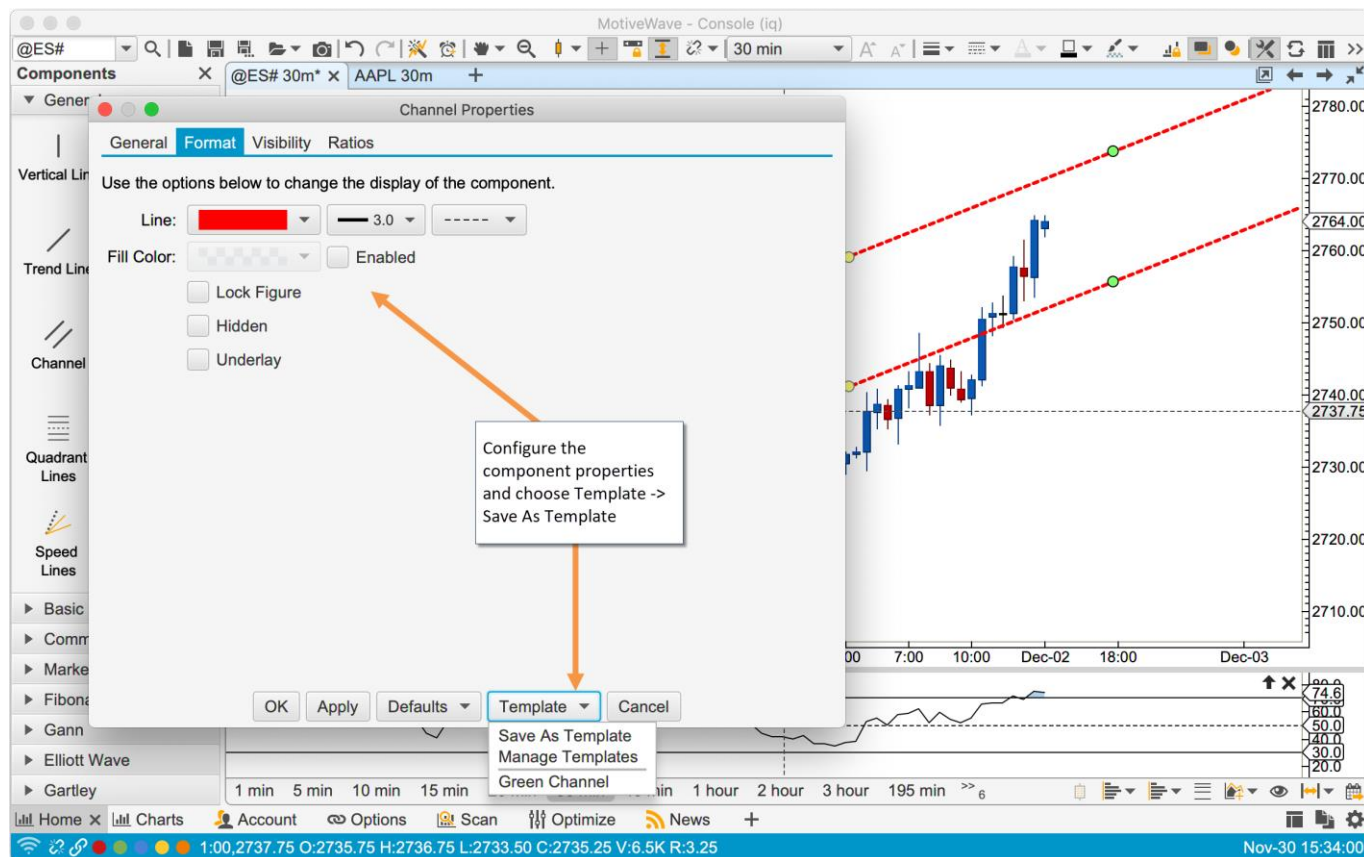 MotiveWave - Console (iq)
@ES# 30 min
Components @ES# 30m* AAPL 30m +
Gener
Channel Properties
General Format Visibility Ratios
Use the options below to change the display of the component.
Line: 3.0
Fill Color: Enabled
Lock Figure
Hidden
Underlay
Vertical Lin
Trend Line
Channel
Quadrant
Lines
Speed
Lines
Basic
Comm
Marke
Fibona
Gann
Elliott Wave
Gartley
Configure the
component properties
and choose Template ->
Save As Template
OK Apply Defaults Template Cancel
Save As Template
Manage Templates
Green Channel
2780.00
2770.00
2764.00
2760.00
2750.00
2740.00
2737.75
2730.00
2720.00
2710.00
00 7:00 10:00 Dec-02 18:00 Dec-03
74.6
60.0
50.0
40.0
30.0
20.0
1 min 5 min 10 min 15 min in 1 hour 2 hour 3 hour 195 min >> 6
Home Charts Account Options Scan Optimize News +
1:00,2737.75 O:2735.75 H:2736.75 L:2733.50 C:2735.25 V:6.5K R:3.25
Nov-30 15:34:00